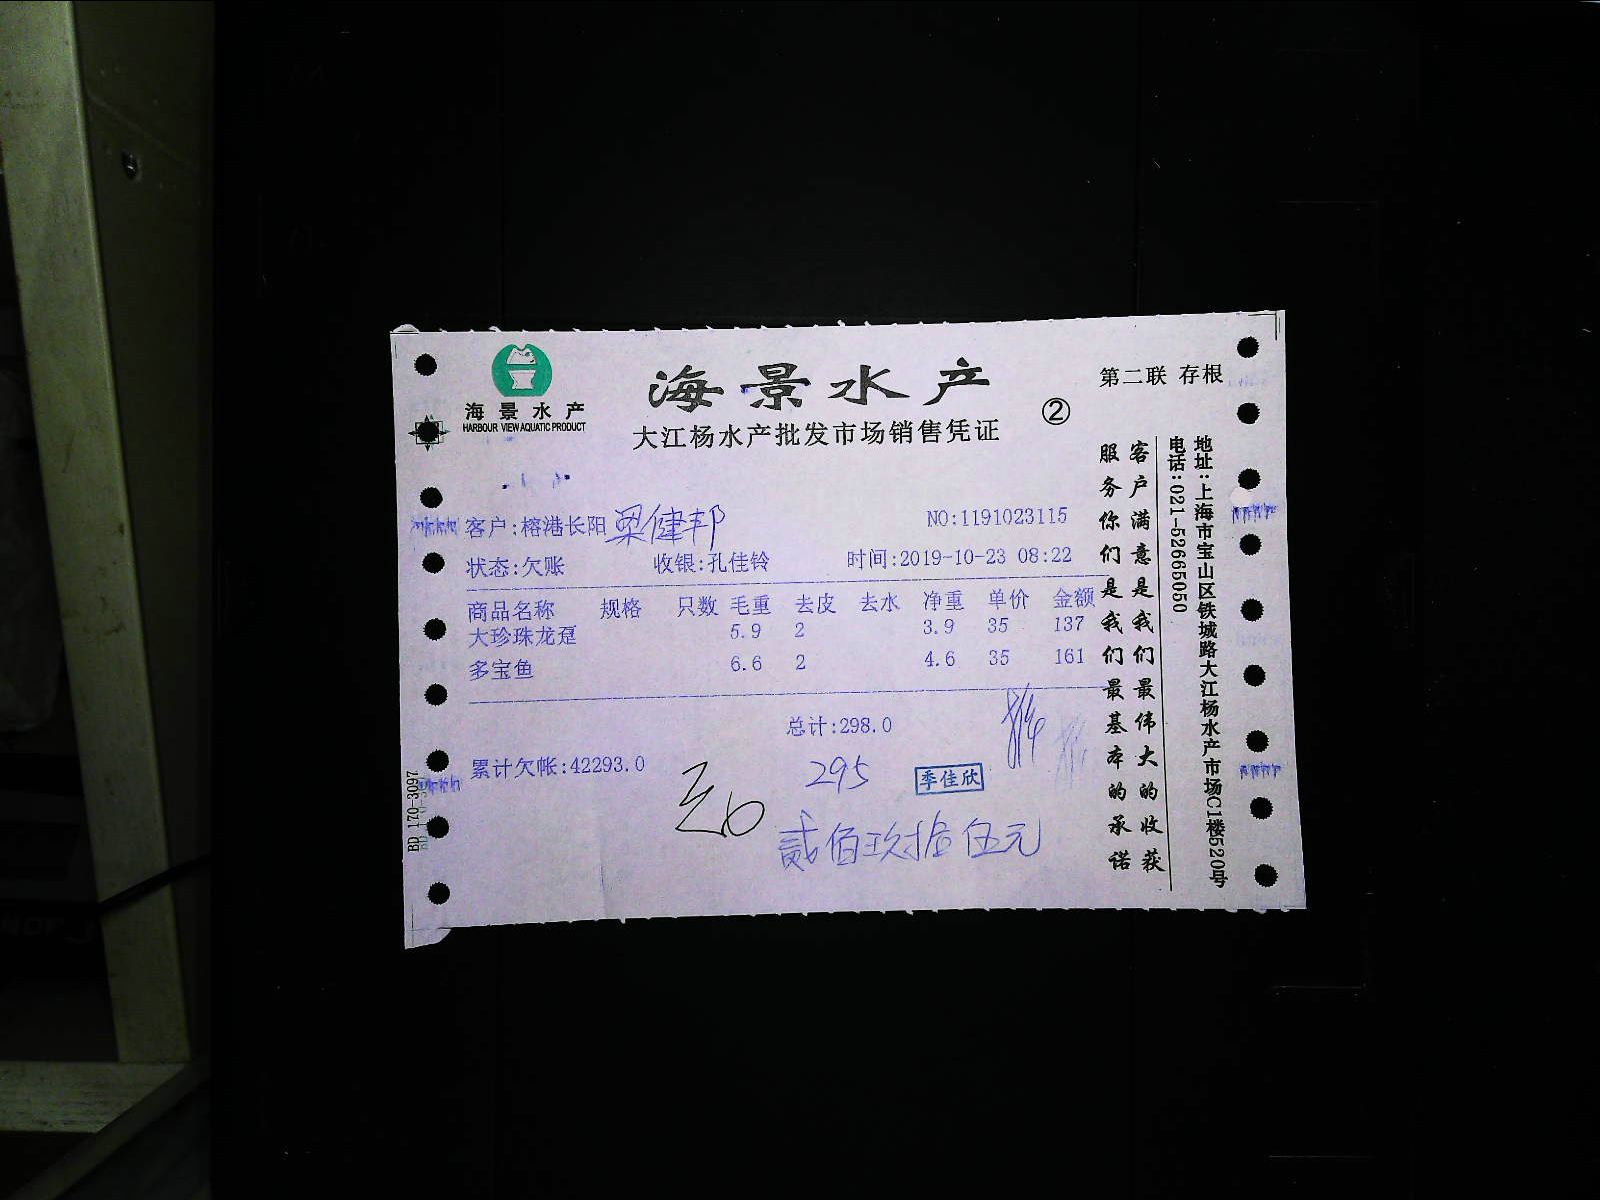 海景水产
HARBOUR VIEW AQUATIC PRODUCT
海景水产
大江杨水产批发市场销售凭证
②
第二联 存根
客户:榕港长阳 梁健邦
NO:1191023115
状态:欠账 收银:孔佳铃 时间:2019-10-23 08:22
商品名称 规格 只数 毛重 去皮 去水 净重 单价 金额
大珍珠龙趸 5.9 2 3.9 35 137
多宝鱼 6.6 2 4.6 35 161
总计:298.0
累计欠帐:42293.0
295
季佳欣
贰佰玖拾伍元
客户满意是我们最伟大的收获
服务你们是我们最基本的承诺
地址:上海市宝山区铁城路大江杨水产市场C1楼520号
电话:021-52665050
BD 170-3097